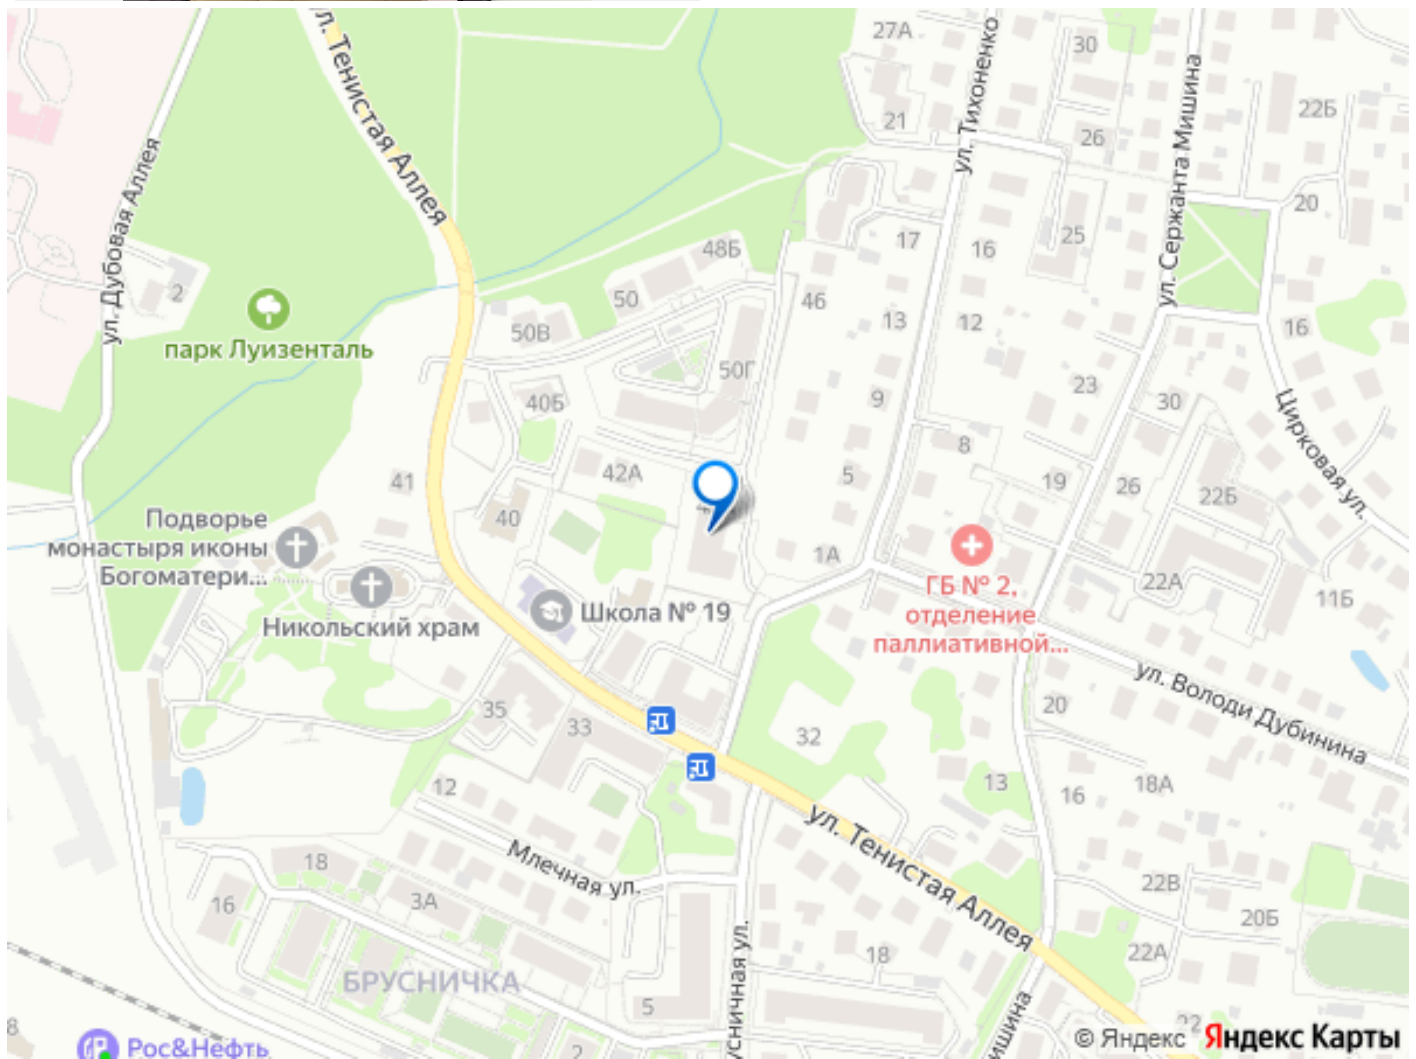 27А
30
ул. Тихоненко
ул. Сержанта Мишина
22Б
ул. Тенистая Аллея
21
26
ул. Дубовая Аллея
20
17
16
25
48Б
2
50
46
50В
13
12
16
парк Луизенталь
50Г
23
40Б
9
30
Цирковая ул.
8
41
42А
5
19
26
22Б
40
Подворье
монастыря иконы
Богоматери...
1А
ГБ № 2,
отделение
паллиативной...
22А
11Б
Школа № 19
Никольский храм
ул. Володи Дубинина
35
33
32
20
12
13
16
18А
ул. Тенистая Аллея
Млечная ул.
18
3А
16
22В
20Б
18
22А
БРУСНИЧКА
5
2
22
8
Рос&Нефть
© Яндекс Яндекс Карты